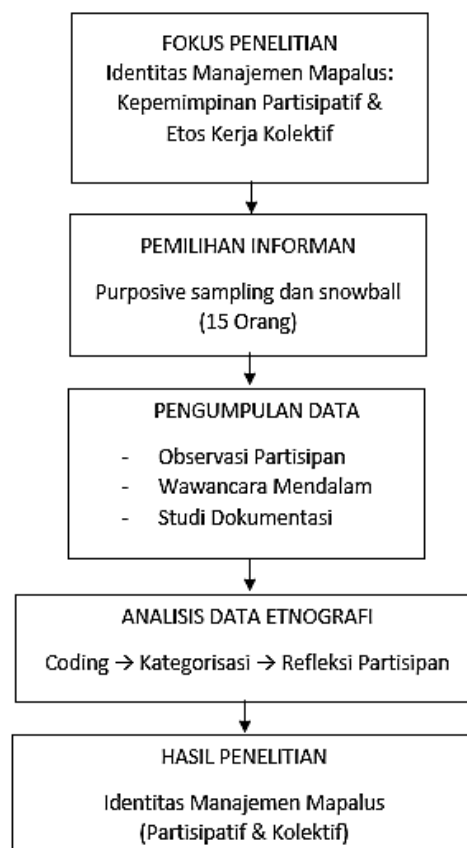 FOKUS PENELITIAN
Identitas Manajemen Mapalus:
Kepemimpinan Partisipatif &
Etos Kerja Kolektif
PEMILIHAN INFORMAN
Purposive sampling dan snowball
(15 Orang)
PENGUMPULAN DATA
- Observasi Partisipan
- Wawancara Mendalam
- Studi Dokumentasi
ANALISIS DATA ETNOGRAFI
Coding → Kategorisasi → Refleksi Partisipan
HASIL PENELITIAN
Identitas Manajemen Mapalus
(Partisipatif & Kolektif)